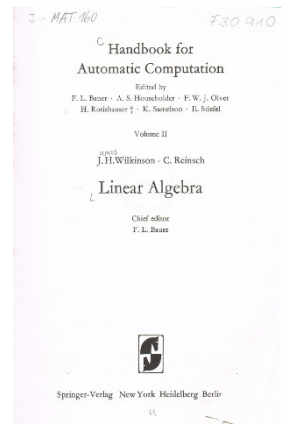 J - MAT 160
F30 910
Handbook for
Automatic Computation
Edited by
F. L. Bauer · A. S. Householder · F. W. J. Olver
H. Rutishauser † · K. Samelson · E. Stiefel
Volume II
J. H. Wilkinson · C. Reinsch
Linear Algebra
Chief editor
F. L. Bauer
Springer-Verlag New York Heidelberg Berlin